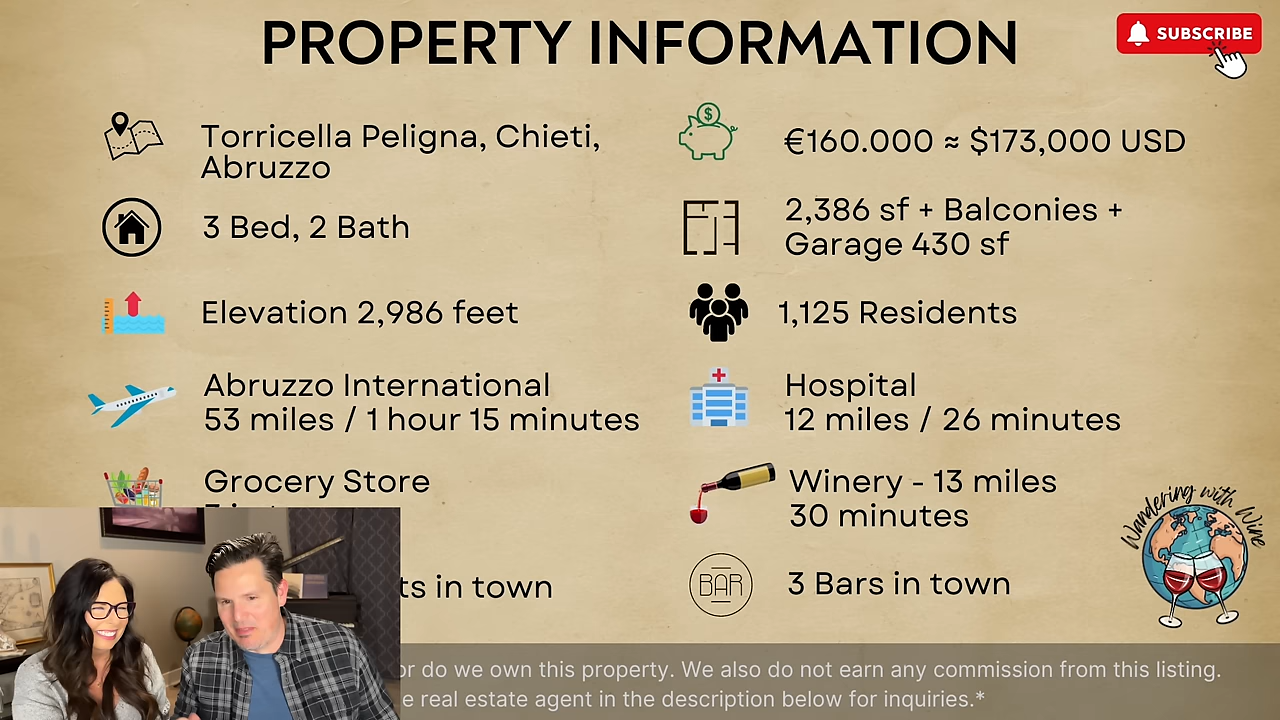 PROPERTY INFORMATION
SUBSCRIBE
Torricella Peligna, Chieti,
Abruzzo
€160.000 ≈ $173,000 USD
3 Bed, 2 Bath
2,386 sf + Balconies +
Garage 430 sf
Elevation 2,986 feet
1,125 Residents
Abruzzo International
53 miles / 1 hour 15 minutes
Hospital
12 miles / 26 minutes
Grocery Store
Winery - 13 miles
30 minutes
Wandering with Wine
in town
BAR
3 Bars in town
or do we own this property. We also do not earn any commission from this listing.
real estate agent in the description below for inquiries.*